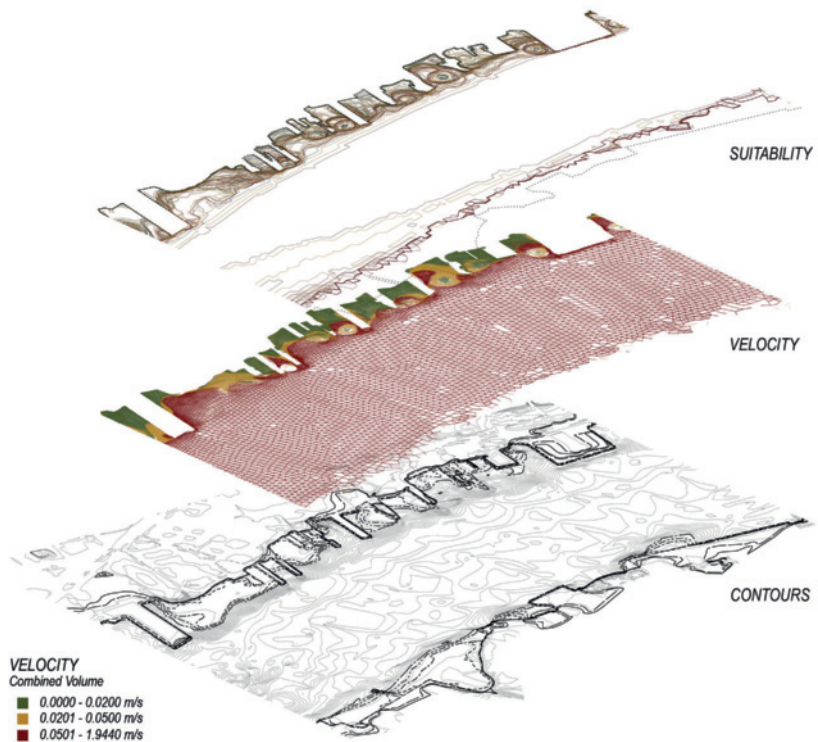 SUITABILITY
VELOCITY
CONTOURS
VELOCITY
Combined Volume
0.0000 - 0.0200 m/s
0.0201 - 0.0500 m/s
0.0501 - 1.9440 m/s